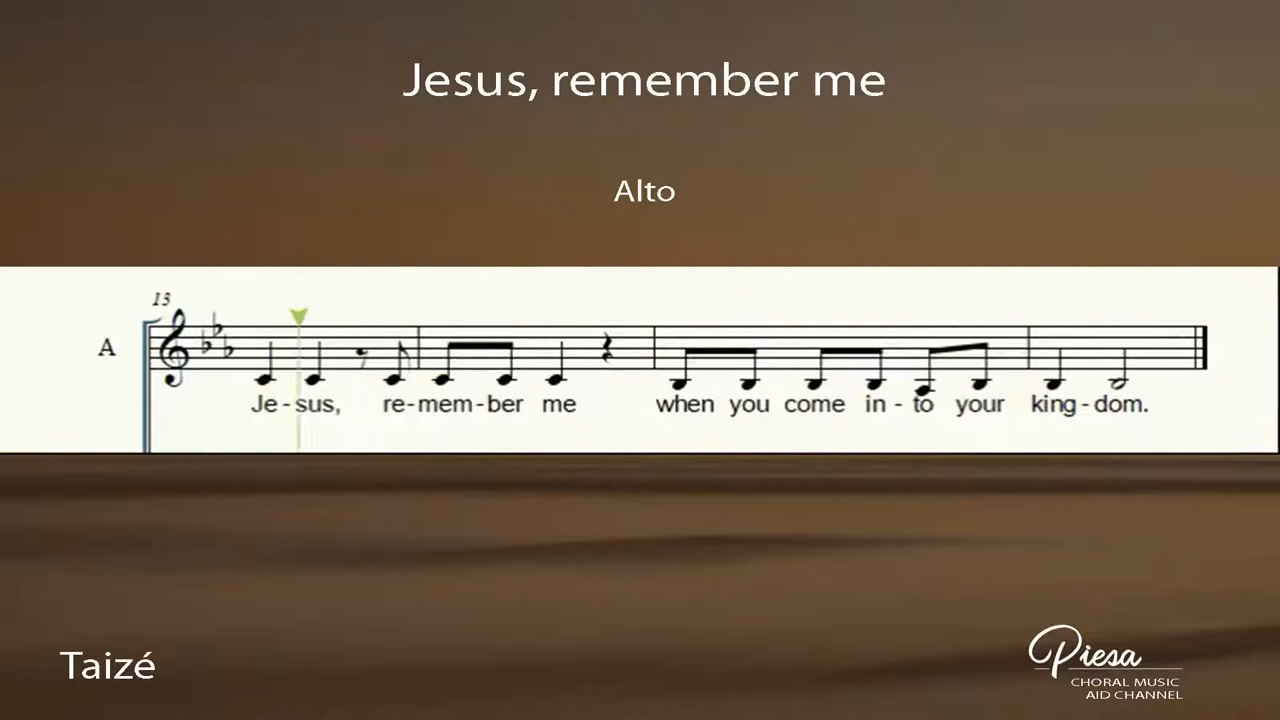 Jesus, remember me
Alto
13
A
Je - sus, re - mem - ber me when you come in - to your king - dom.
Taizé
Piesa
CHORAL MUSIC
AID CHANNEL